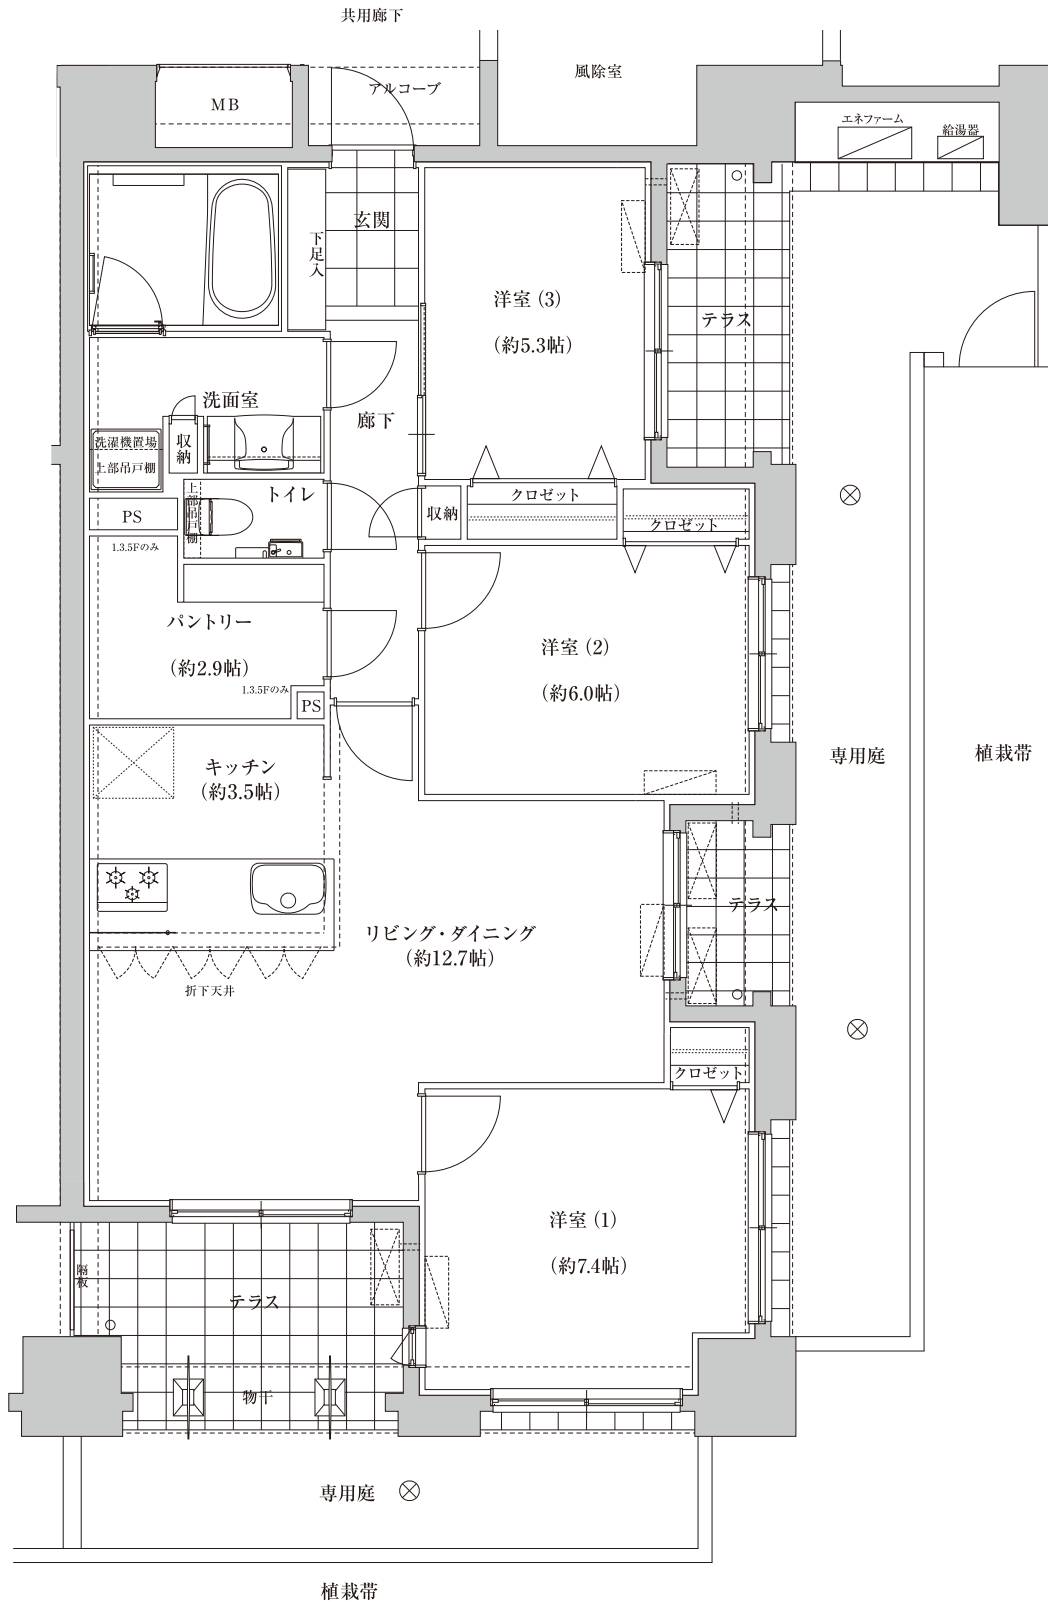 共用廊下
アルコーブ
風除室
MB
エネファーム
給湯器
玄関
下足入
洋室（3）
（約5.3帖）
テラス
洗面室
廊下
洗濯機置場
上部吊戸棚
収納
トイレ
上部吊戸棚
PS
1.3.5Fのみ
収納
クロゼット
クロゼット
パントリー
（約2.9帖）
1.3.5Fのみ
PS
洋室（2）
（約6.0帖）
専用庭
植栽帯
キッチン
（約3.5帖）
リビング・ダイニング
（約12.7帖）
テラス
折下天井
クロゼット
洋室（1）
（約7.4帖）
隔板
テラス
物干
専用庭
植栽帯